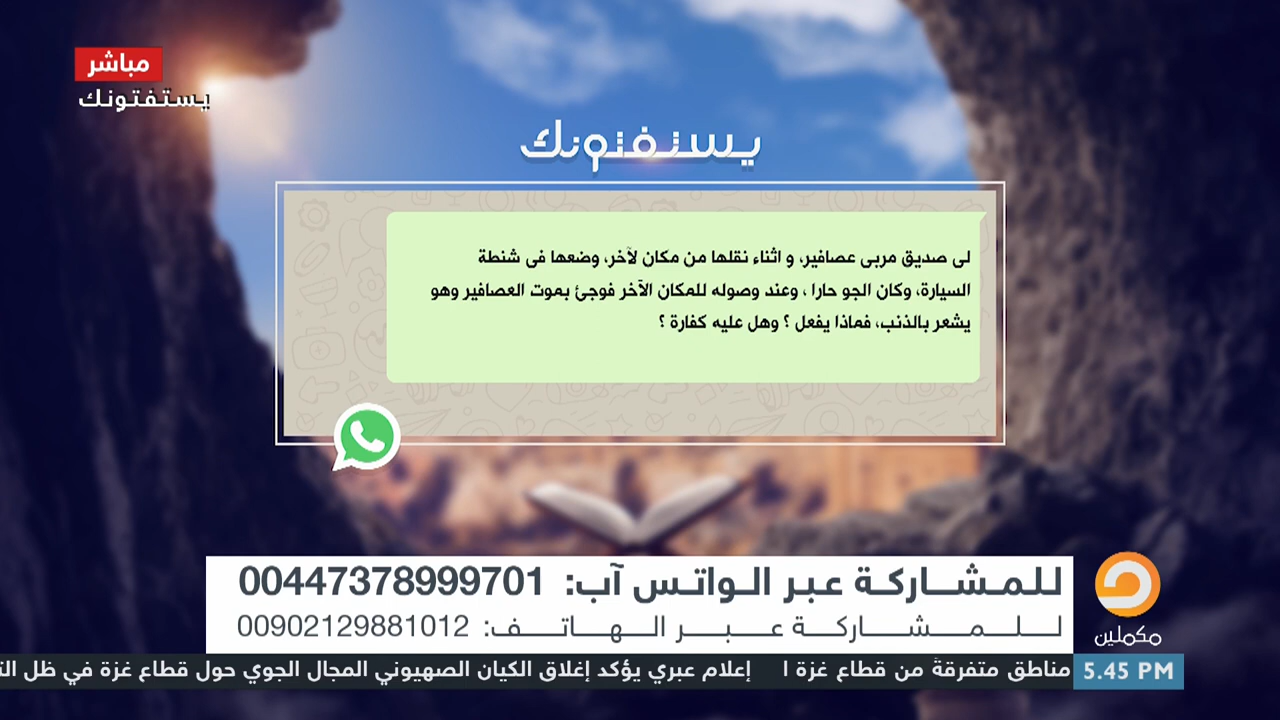 مباشر
يستفتونك
يستفتونك
لى صديق مربى عصافير، و اثناء نقلها من مكان لآخر، وضعها فى شنطة
السيارة، وكان الجو حارا ، وعند وصوله للمكان الآخر فوجئ بموت العصافير وهو
يشعر بالذنب، فماذا يفعل ؟ وهل عليه كفارة ؟
للمشاركة عبر الواتس آب: 00447378999701
للمشاركة عبر الهاتف: 00902129881012
مكملين
5.45 PM
مناطق متفرقة من قطاع غزة ا
إعلام عبري يؤكد إغلاق الكيان الصهيوني المجال الجوي حول قطاع غزة في ظل الت